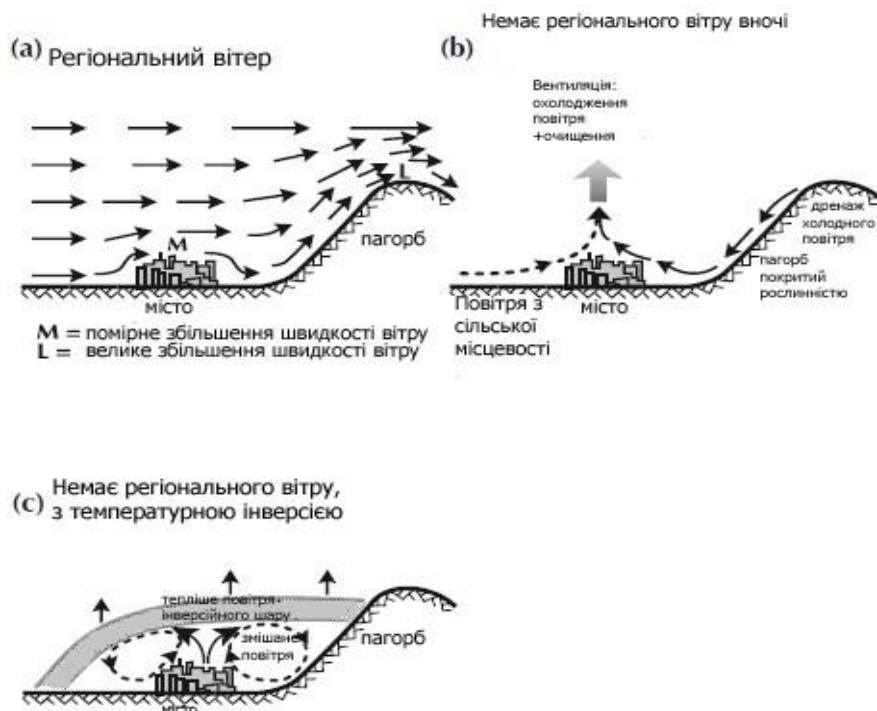 (a) Регіональний вітер
M
L
пагорб
місто
M = помірне збільшення швидкості вітру
L = велике збільшення швидкості вітру
Немає регіонального вітру вночі
(b)
Вентиляція:
охолодження
повітря
+очищення
дренаж
холодного
повітря
пагорб
покритий
рослинністю
Повітря з
сільської
місцевості
місто
(c) Немає регіонального вітру,
з температурною інверсією
тепліше повітря
інверсійного шару
змішане
повітря
пагорб
місто